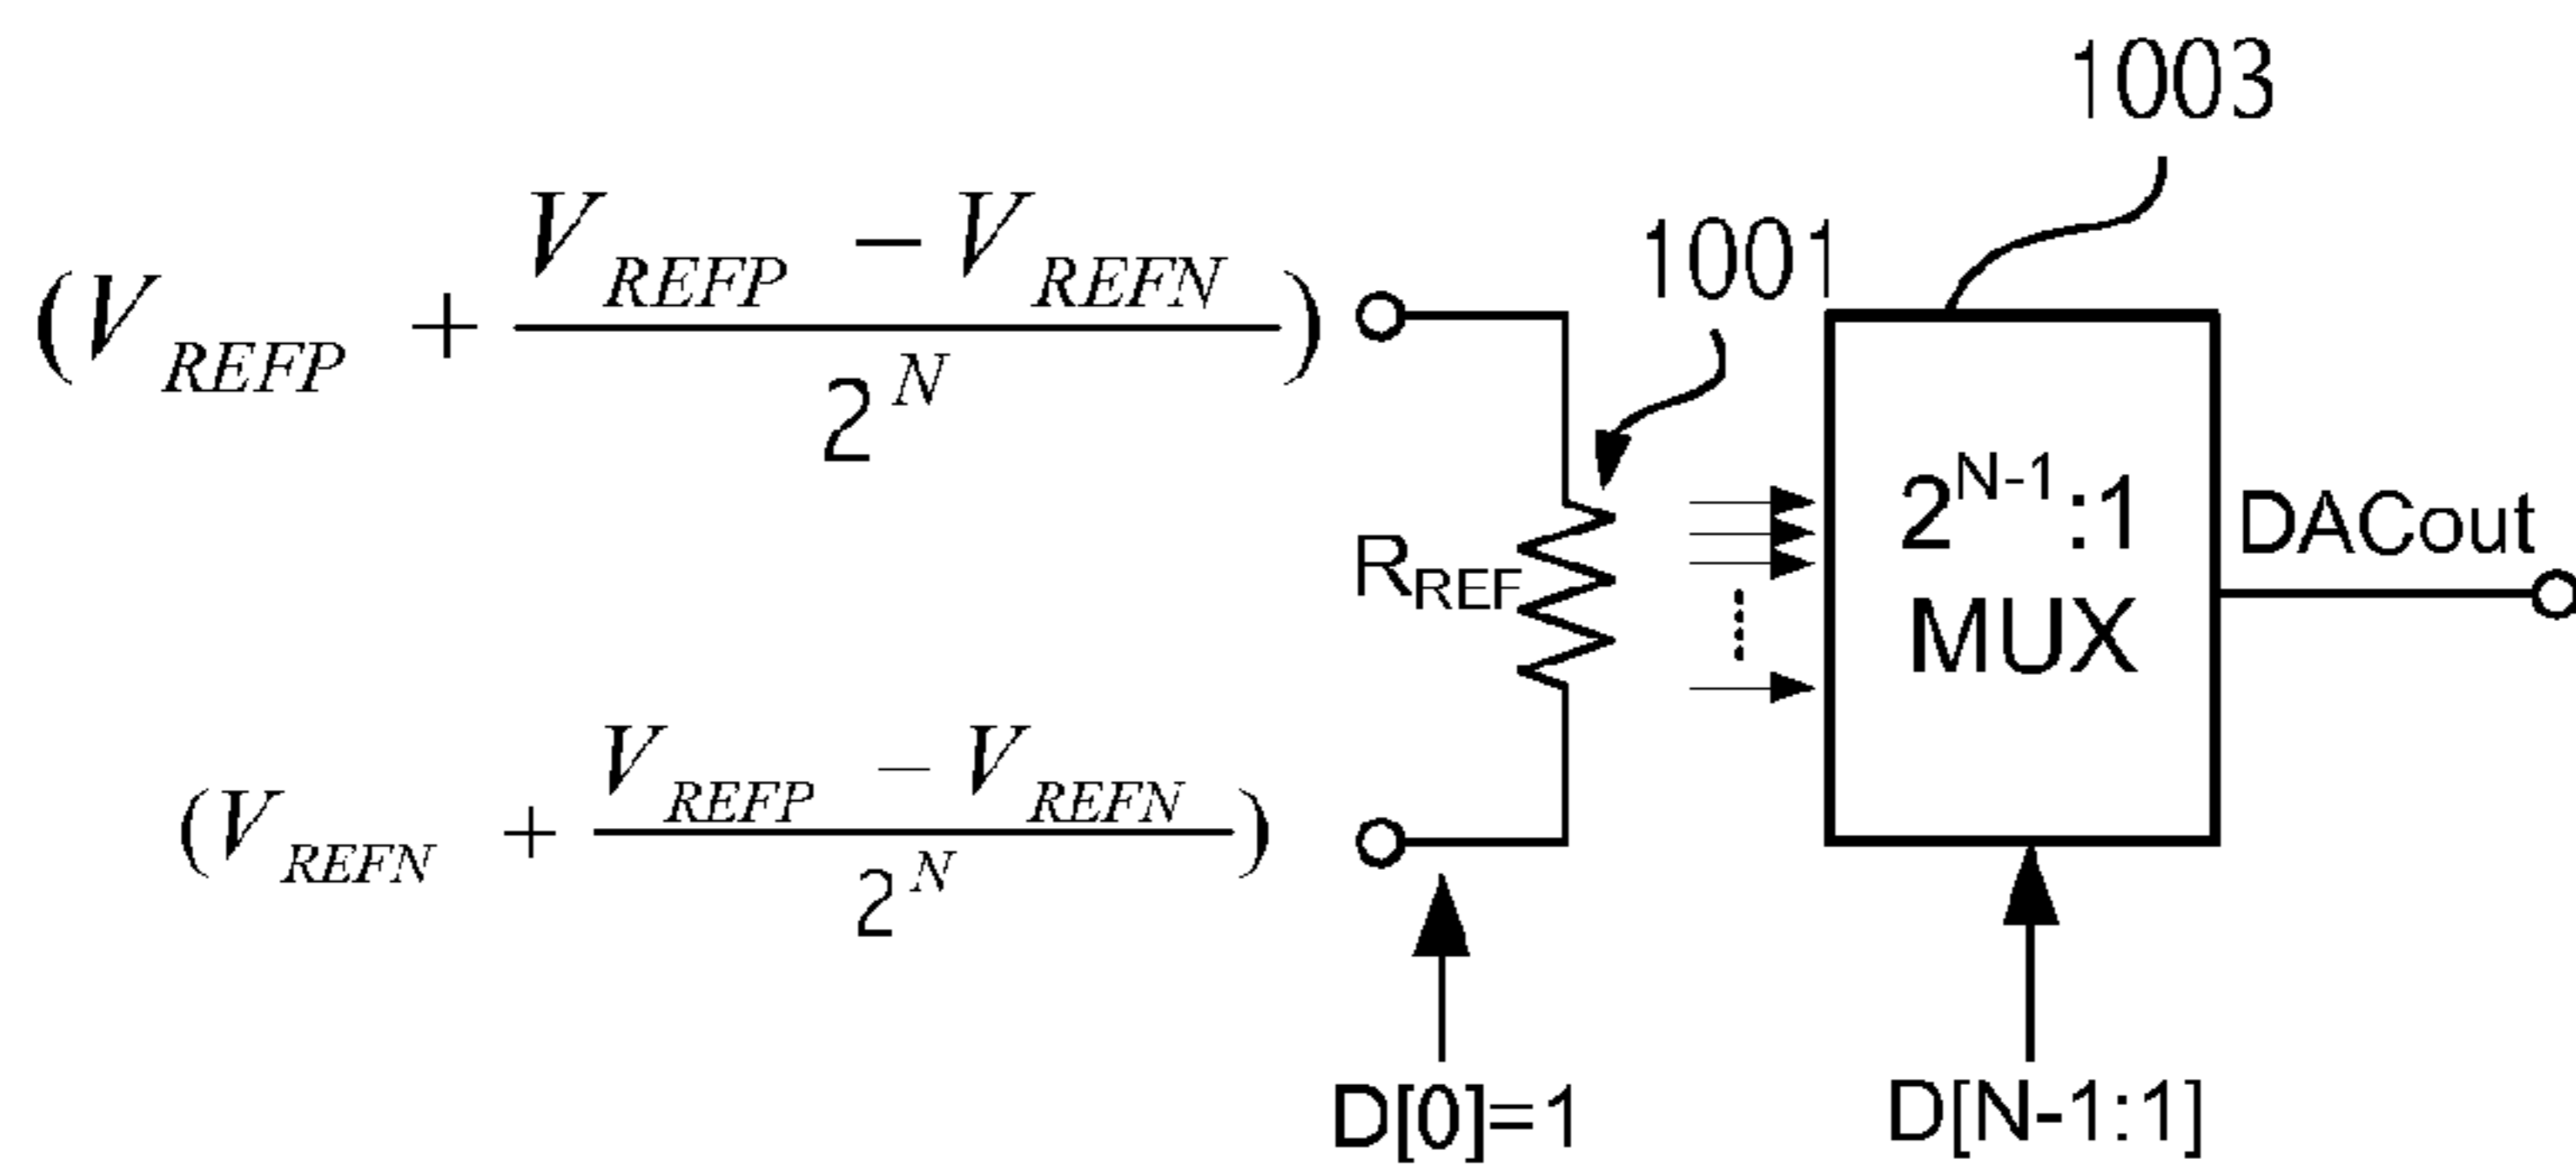 1003
1001
(V_REFP + (V_REFP − V_REFN) / 2^N)
R_REF
2^N-1:1
MUX
DACout
(V_REFN + (V_REFP − V_REFN) / 2^N)
D[0]=1
D[N-1:1]